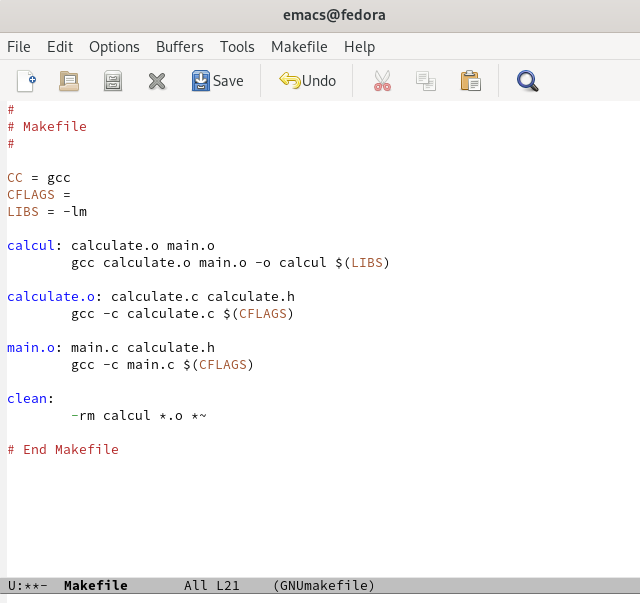 emacs@fedora
File Edit Options Buffers Tools Makefile Help
Save Undo
#
# Makefile
#
CC = gcc
CFLAGS =
LIBS = -lm
calcul: calculate.o main.o
gcc calculate.o main.o -o calcul $(LIBS)
calculate.o: calculate.c calculate.h
gcc -c calculate.c $(CFLAGS)
main.o: main.c calculate.h
gcc -c main.c $(CFLAGS)
clean:
-rm calcul *.o *~
# End Makefile
U:**- Makefile All L21 (GNUmakefile)